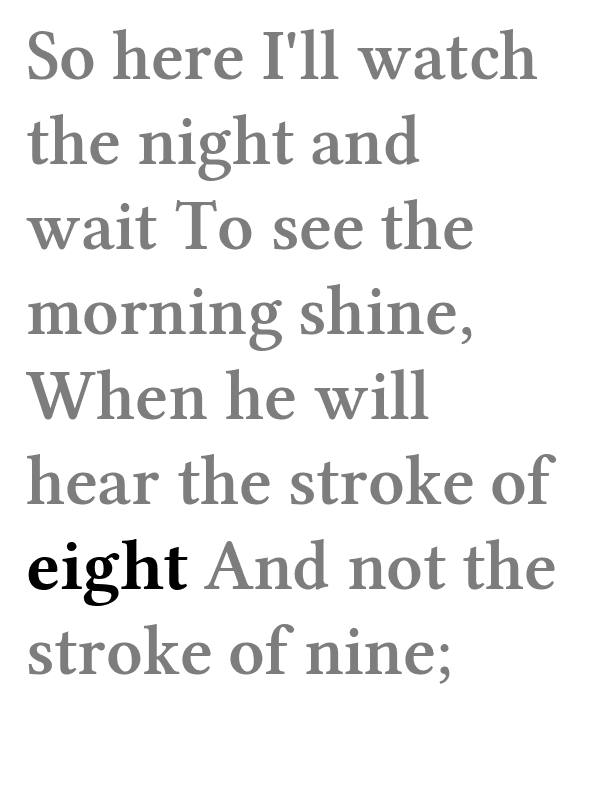 So here I'll watch
the night and
wait To see the
morning shine,
When he will
hear the stroke of
eight And not the
stroke of nine;